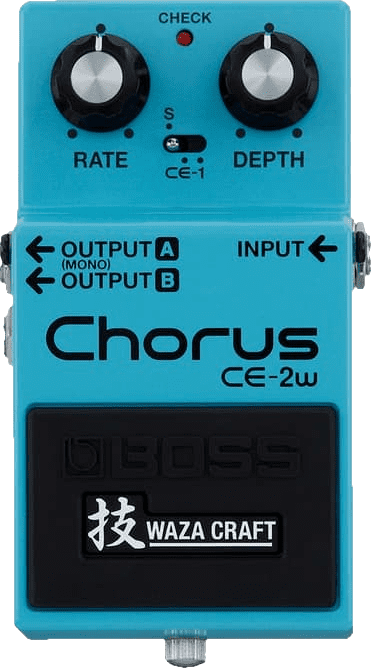 CHECK
S
RATE
CE-1
DEPTH
OUTPUT A
(MONO)
INPUT
OUTPUT B
Chorus
CE-2w
BOSS
技 WAZA CRAFT